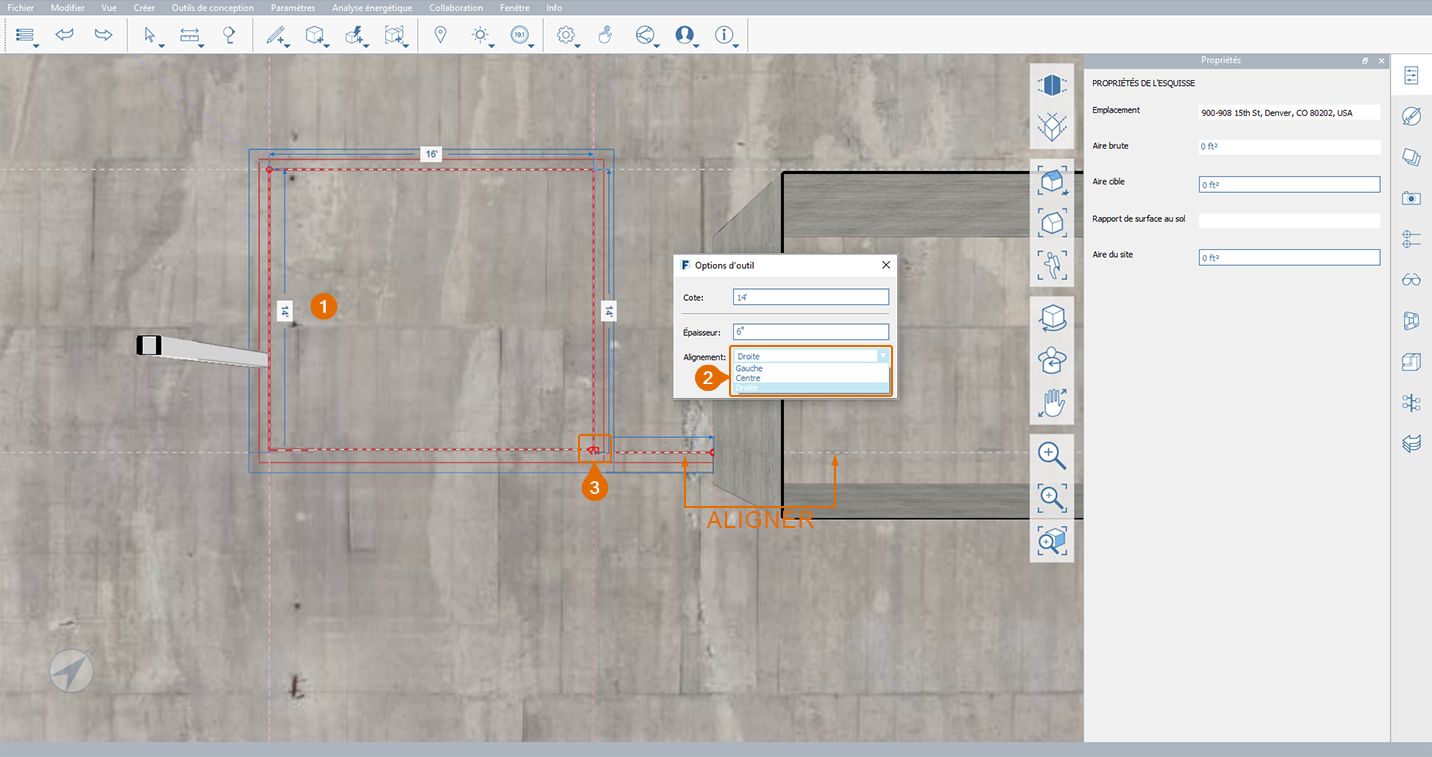 Fichier Modifier Vue Créer Outils de conception Paramètres Analyse énergétique Collaboration Fenêtre Info
19.1
Propriétés
PROPRIÉTÉS DE L'ESQUISSE
Emplacement 900-908 15th St, Denver, CO 80202, USA
Aire brute 0 ft²
Aire cible 0 ft²
Rapport de surface au sol
Aire du site 0 ft²
16'
14'
1
14'
F Options d'outil
Cote: 14'
Épaisseur: 6"
Alignement: Droite
Gauche
2 Centre
Droite
3
ALIGNER